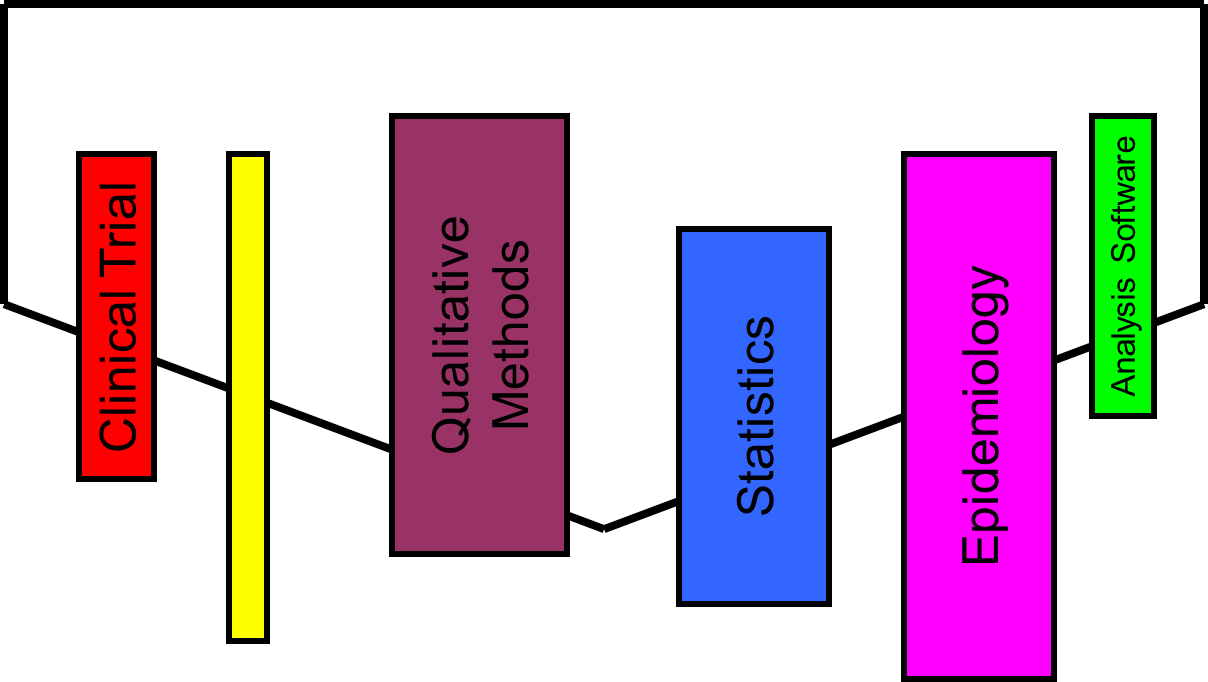 Clinical Trial
Qualitative
Methods
Statistics
Epidemiology
Analysis Software